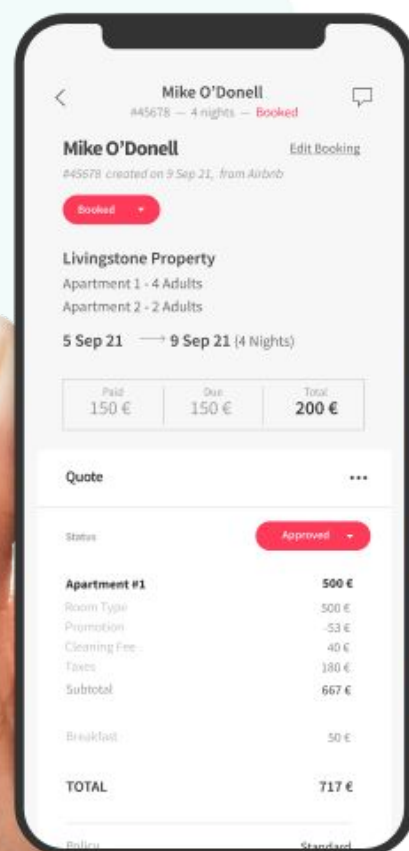 Mike O'Donell
#45678 — 4 nights — Booked
Mike O'Donell Edit Booking
#45678 created on 9 Sep 21, from Airbnb
Booked
Livingstone Property
Apartment 1 - 4 Adults
Apartment 2 - 2 Adults
5 Sep 21 → 9 Sep 21 (4 Nights)
Paid Due Total
150 € 150 € 200 €
Quote •••
Status Approved
Apartment #1 500 €
Room Type 500 €
Promotion -53 €
Cleaning Fee 40 €
Taxes 180 €
Subtotal 667 €
Breakfast 50 €
TOTAL 717 €
Policy Standard